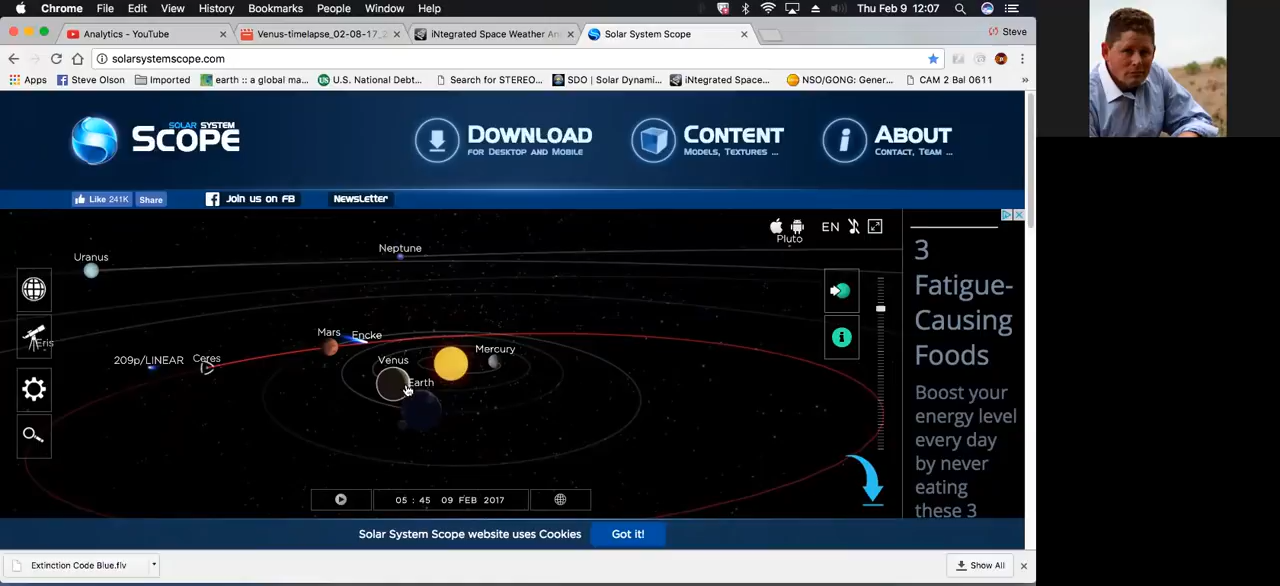 Chrome File Edit View History Bookmarks People Window Help Thu Feb 9 12:07
Analytics - YouTube Venus-timelapse_02-08-17_2 iNtegrated Space Weather An Solar System Scope Steve
solarsystemscope.com
Apps Steve Olson Imported earth :: a global ma... U.S. National Debt... Search for STEREO... SDO | Solar Dynami... iNtegrated Space... NSO/GONG: Gener... CAM 2 Bal 0611 »
SOLAR SYSTEM
SCOPE
DOWNLOAD
FOR DESKTOP AND MOBILE
CONTENT
MODELS, TEXTURES ...
ABOUT
CONTACT, TEAM ...
Like 241K Share Join us on FB Newsletter
EN
Pluto
Neptune
Uranus
Mars Encke
Mercury
Eris
209p/LINEAR Ceres
Venus
Earth
05 : 45 09 FEB 2017
3
Fatigue-
Causing
Foods
Boost your
energy level
every day
by never
eating
these 3
Solar System Scope website uses Cookies Got it!
Extinction Code Blue.flv Show All